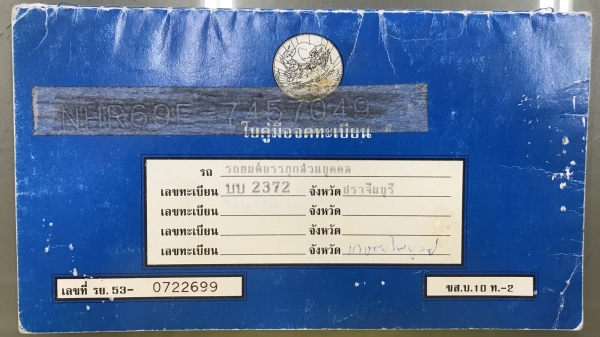 NHR69E-7457049
ใบคู่มือจดทะเบียน
รถ รถยนต์บรรทุกส่วนบุคคล
เลขทะเบียน บบ 2372 จังหวัด ปราจีนบุรี
เลขทะเบียน จังหวัด
เลขทะเบียน จังหวัด
เลขทะเบียน จังหวัด
เลขที่ รย. 53- 0722699
ขส.บ.10 ท.-2